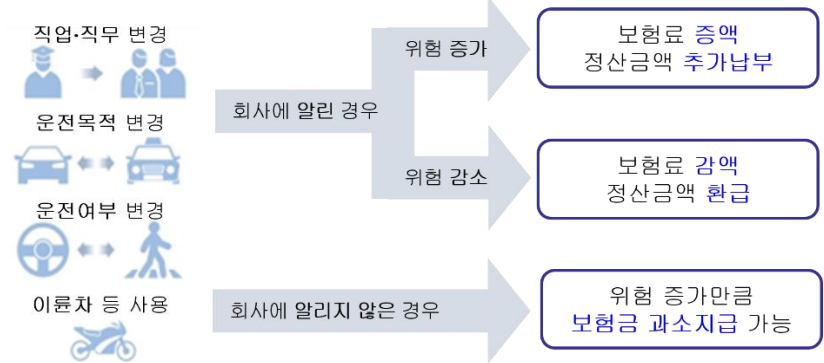 직업·직무 변경
운전목적 변경
운전여부 변경
이륜차 등 사용
회사에 알린 경우
위험 증가
보험료 증액
정산금액 추가납부
위험 감소
보험료 감액
정산금액 환급
회사에 알리지 않은 경우
위험 증가만큼
보험금 과소지급 가능